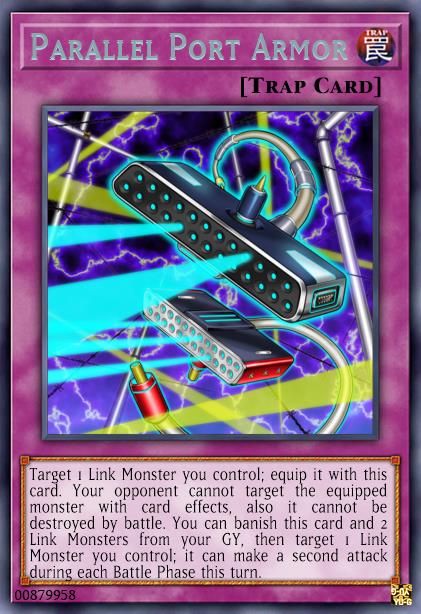 Parallel Port Armor
TRAP
罠
[Trap Card]
Target 1 Link Monster you control; equip it with this
card. Your opponent cannot target the equipped
monster with card effects, also it cannot be
destroyed by battle. You can banish this card and 2
Link Monsters from your GY, then target 1 Link
Monster you control; it can make a second attack
during each Battle Phase this turn.
00879958